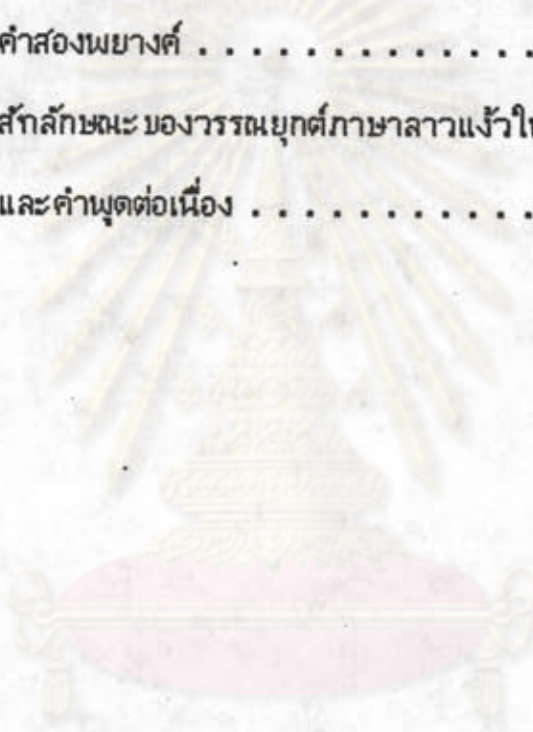 คำสองพยางค์ . . . . . . . . . . . . . .
สัทลักษณะของวรรณยุกต์ภาษาลาวแง้วใ
และคำพูดต่อเนื่อง . . . . . . . . . . . .